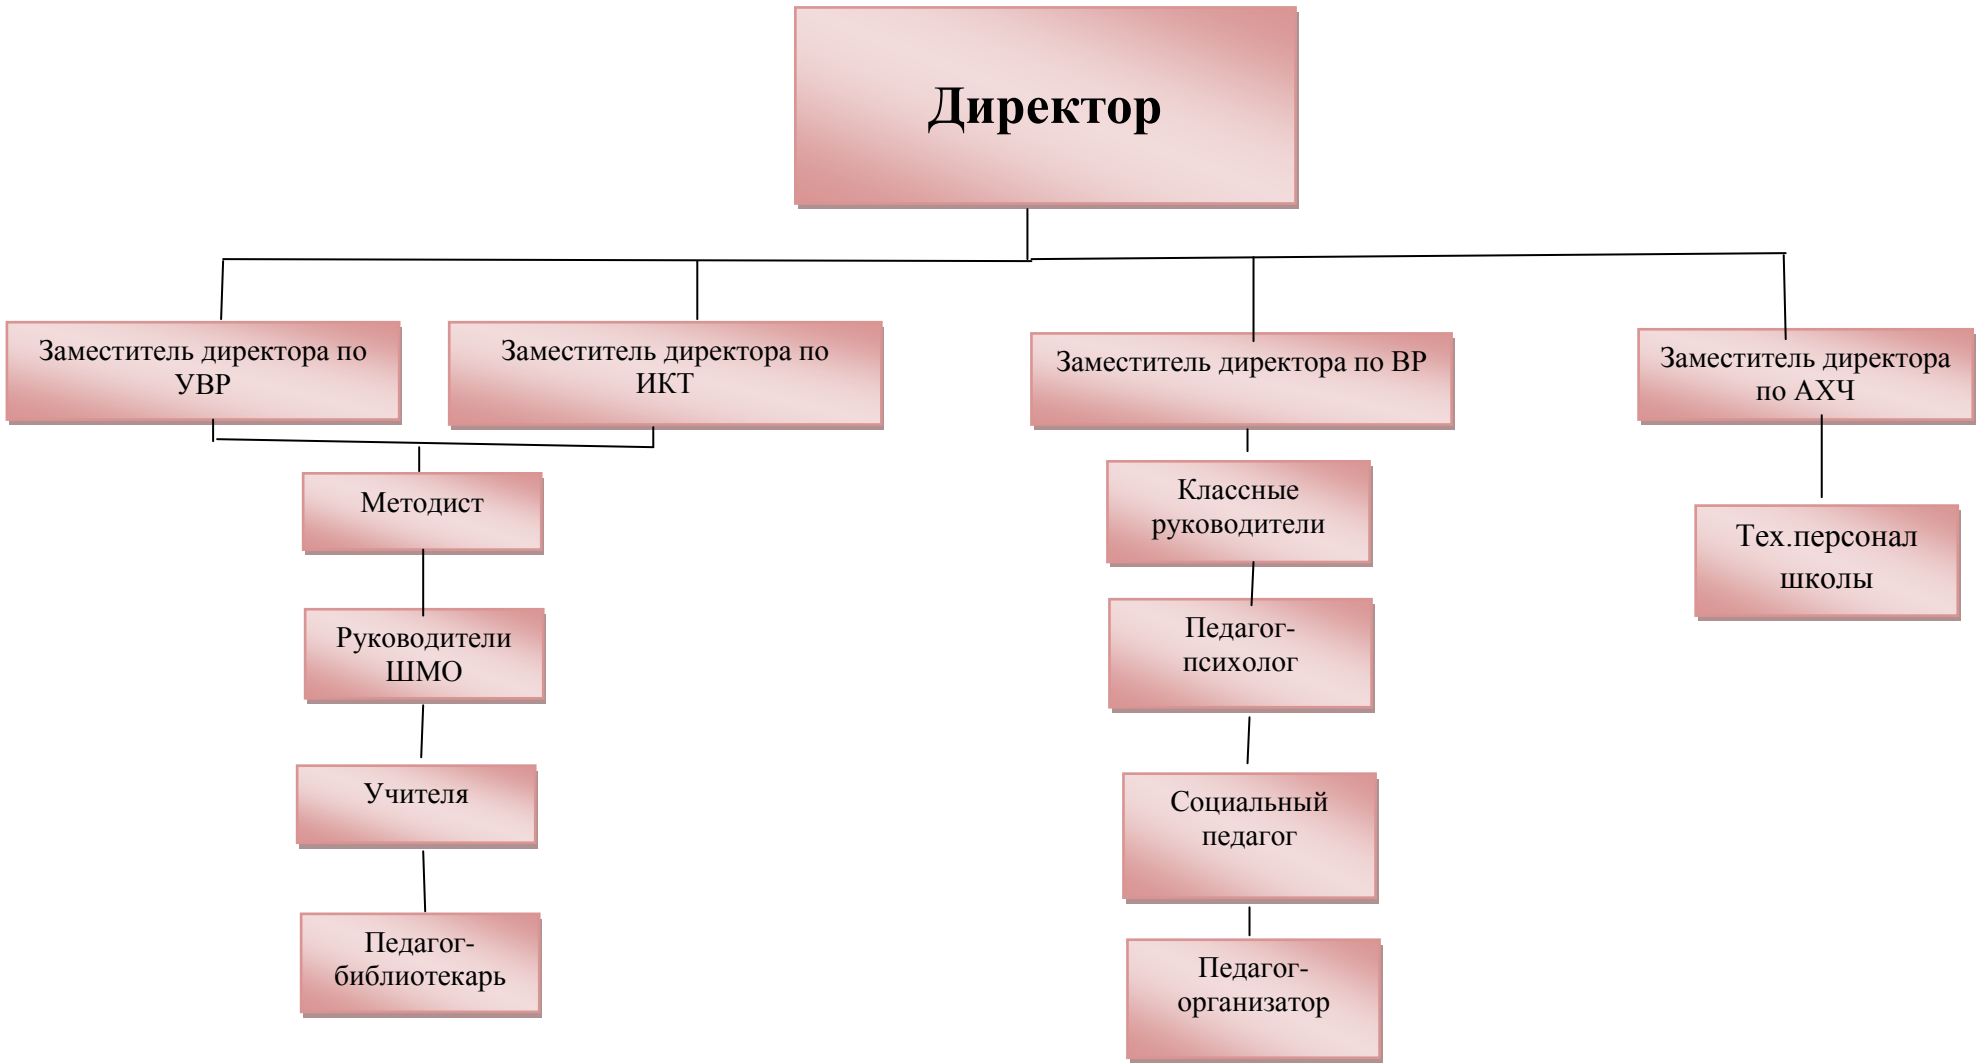 Директор
Заместитель директора по
УВР
Заместитель директора по
ИКТ
Заместитель директора по ВР
Заместитель директора
по АХЧ
Методист
Руководители
ШМО
Учителя
Педагог-
библиотекарь
Классные
руководители
Педагог-
психолог
Социальный
педагог
Педагог-
организатор
Тех.персонал
школы